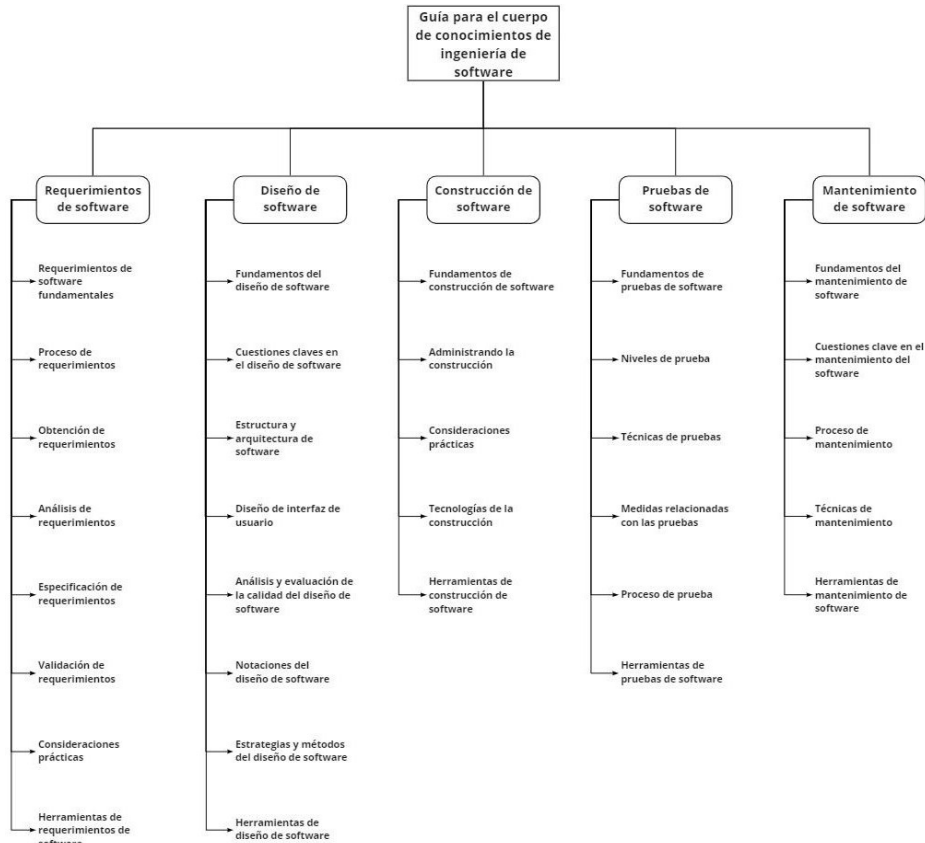 Guía para el cuerpo
de conocimientos de
ingeniería de
software
Requerimientos
de software
Requerimientos de
software
fundamentales
Proceso de
requerimientos
Obtención de
requerimientos
Análisis de
requerimientos
Especificación de
requerimientos
Validación de
requerimientos
Consideraciones
prácticas
Herramientas de
requerimientos de
software
Diseño de
software
Fundamentos del
diseño de software
Cuestiones claves en
el diseño de software
Estructura y
arquitectura de
software
Diseño de interfaz de
usuario
Análisis y evaluación de
la calidad del diseño de
software
Notaciones del
diseño de software
Estrategias y métodos
del diseño de software
Herramientas de
diseño de software
Construcción de
software
Fundamentos de
construcción de software
Administrando la
construcción
Consideraciones
prácticas
Tecnologías de la
construcción
Herramientas de
construcción de
software
Pruebas de
software
Fundamentos de
pruebas de software
Niveles de prueba
Técnicas de pruebas
Medidas relacionadas
con las pruebas
Proceso de prueba
Herramientas de
pruebas de software
Mantenimiento
de software
Fundamentos del
mantenimiento de
software
Cuestiones clave en el
mantenimiento del
software
Proceso de
mantenimiento
Técnicas de
mantenimiento
Herramientas de
mantenimiento de
software